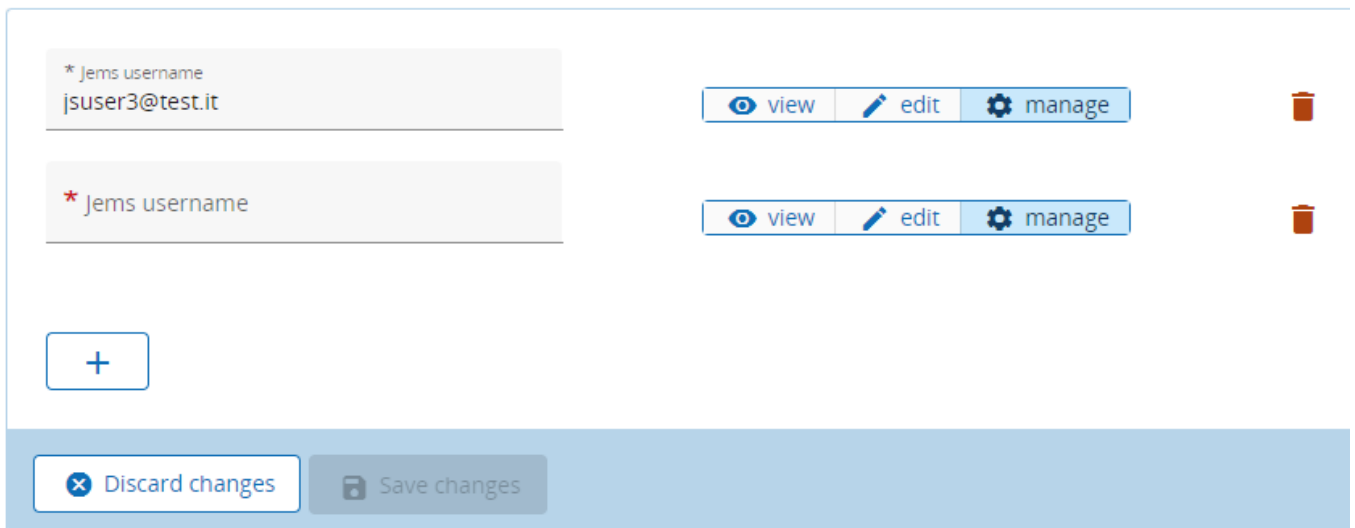 * Jems username
jsuser3@test.it
view edit manage
* Jems username
view edit manage
+
Discard changes Save changes